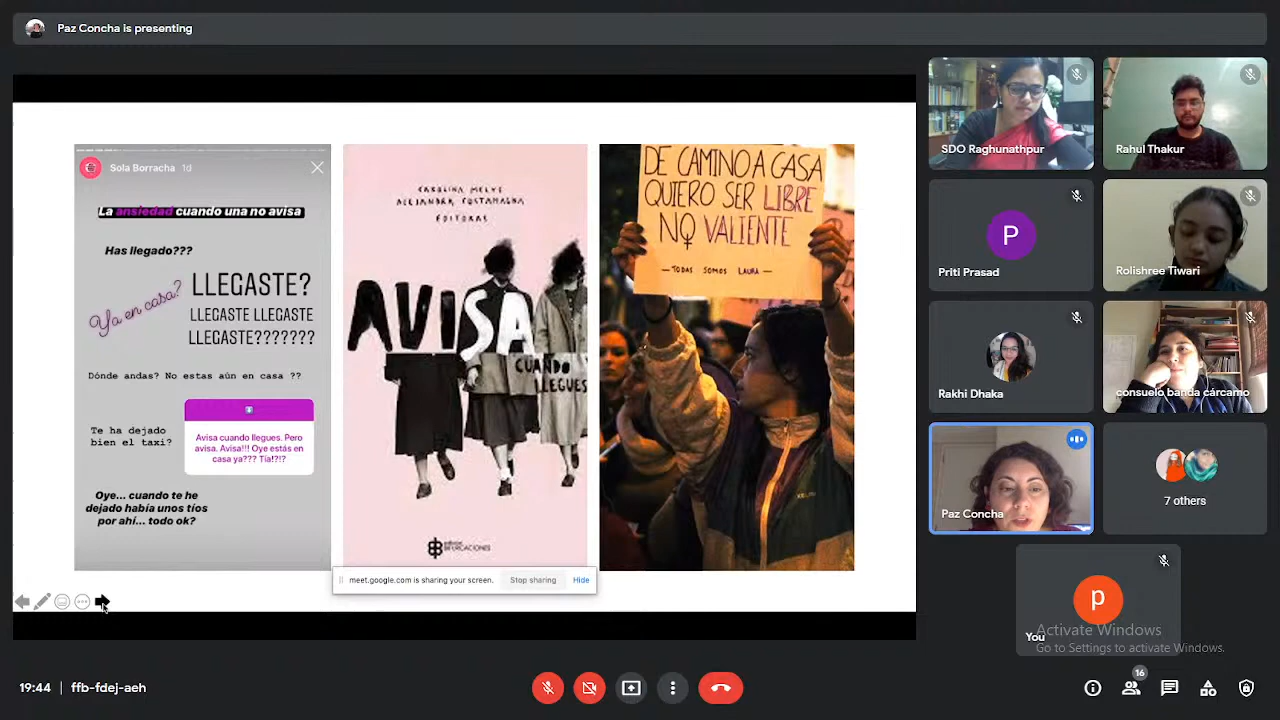 Paz Concha is presenting
Sola Borracha 1d
La ansiedad cuando una no avisa
Has llegado???
Ya en casa?
LLEGASTE?
LLEGASTE LLEGASTE
LLEGASTE???????
Dónde andas? No estas aún en casa ??
Te ha dejado
bien el taxi?
Avisa cuando llegues. Pero
avisa. Avisa!!! Oye estás en
casa ya??? Tía!?!?
Oye... cuando te he
dejado había unos tíos
por ahí... todo ok?
CAROLINA MELYS
ALEJANDRA COSTAMAGNA
EDITORAS
AVISA
CUANDO
LLEGUES
editorial
BIFURCACIONES
DE CAMINO A CASA
QUIERO SER LIBRE
NO VALIENTE
— TODAS SOMOS LAURA —
meet.google.com is sharing your screen.
Stop sharing
Hide
SDO Raghunathpur
Rahul Thakur
P
Priti Prasad
Rolishree Tiwari
Rakhi Dhaka
consuelo banda cárcamo
Paz Concha
7 others
p
You
Activate Windows
Go to Settings to activate Windows.
19:44 | ffb-fdej-aeh
16